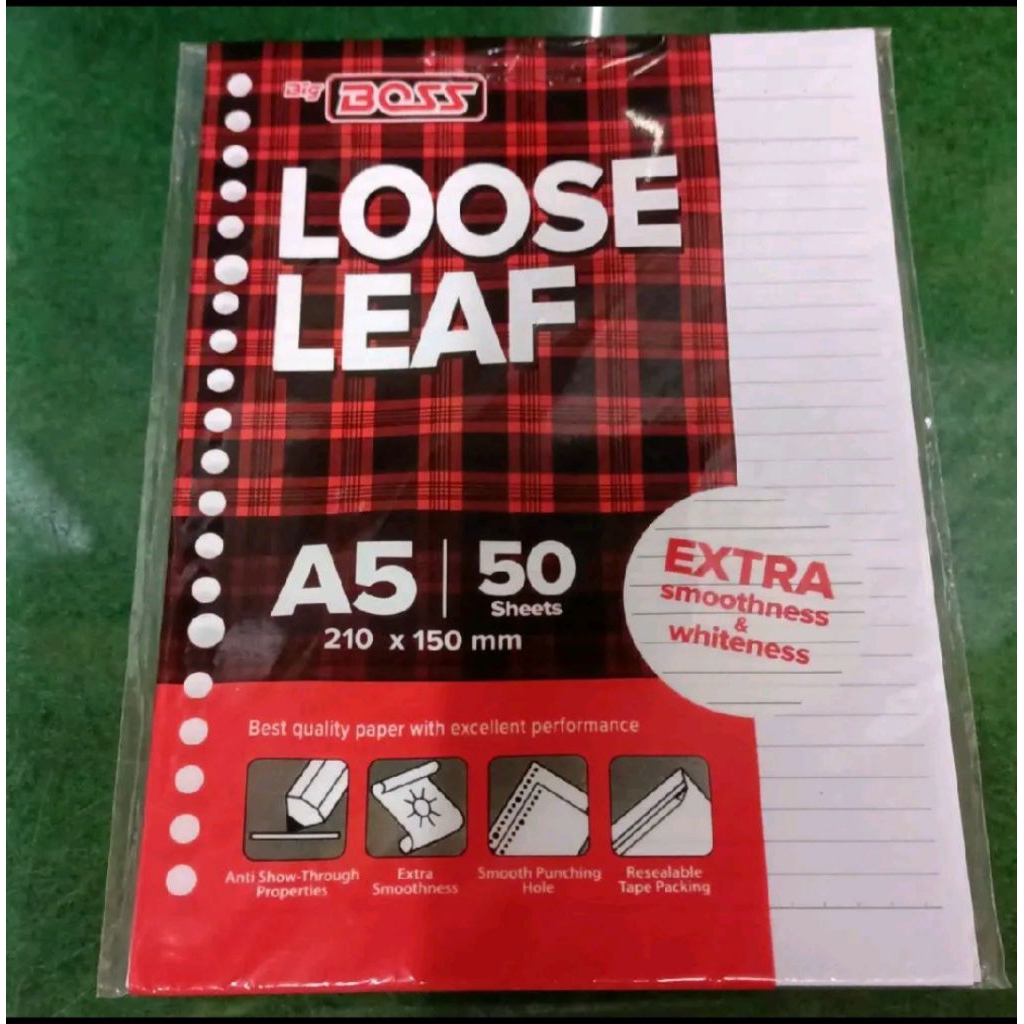 Big BOSS
LOOSE
LEAF
A5 | 50
Sheets
210 x 150 mm
EXTRA
smoothness
&
whiteness
Best quality paper with excellent performance
Anti Show-Through
Properties
Extra
Smoothness
Smooth Punching
Hole
Resealable
Tape Packing